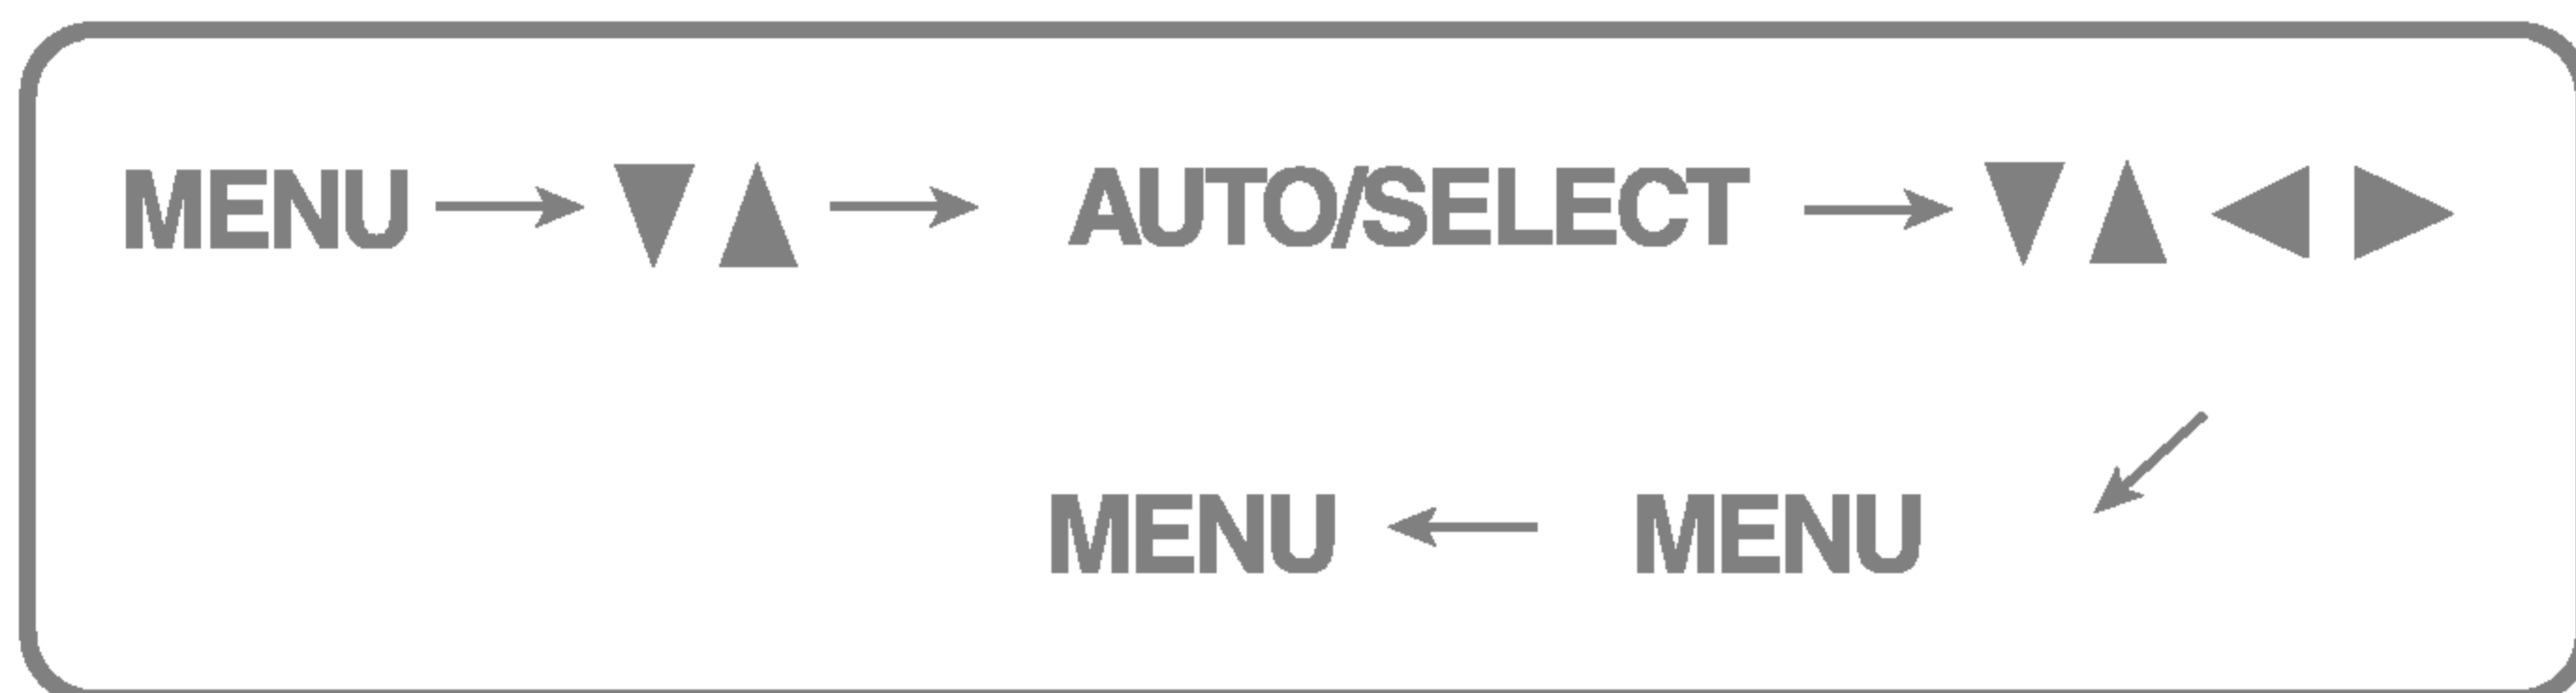 MENU → ▼▲ → AUTO/SELECT → ▼▲◀▶
MENU ← MENU